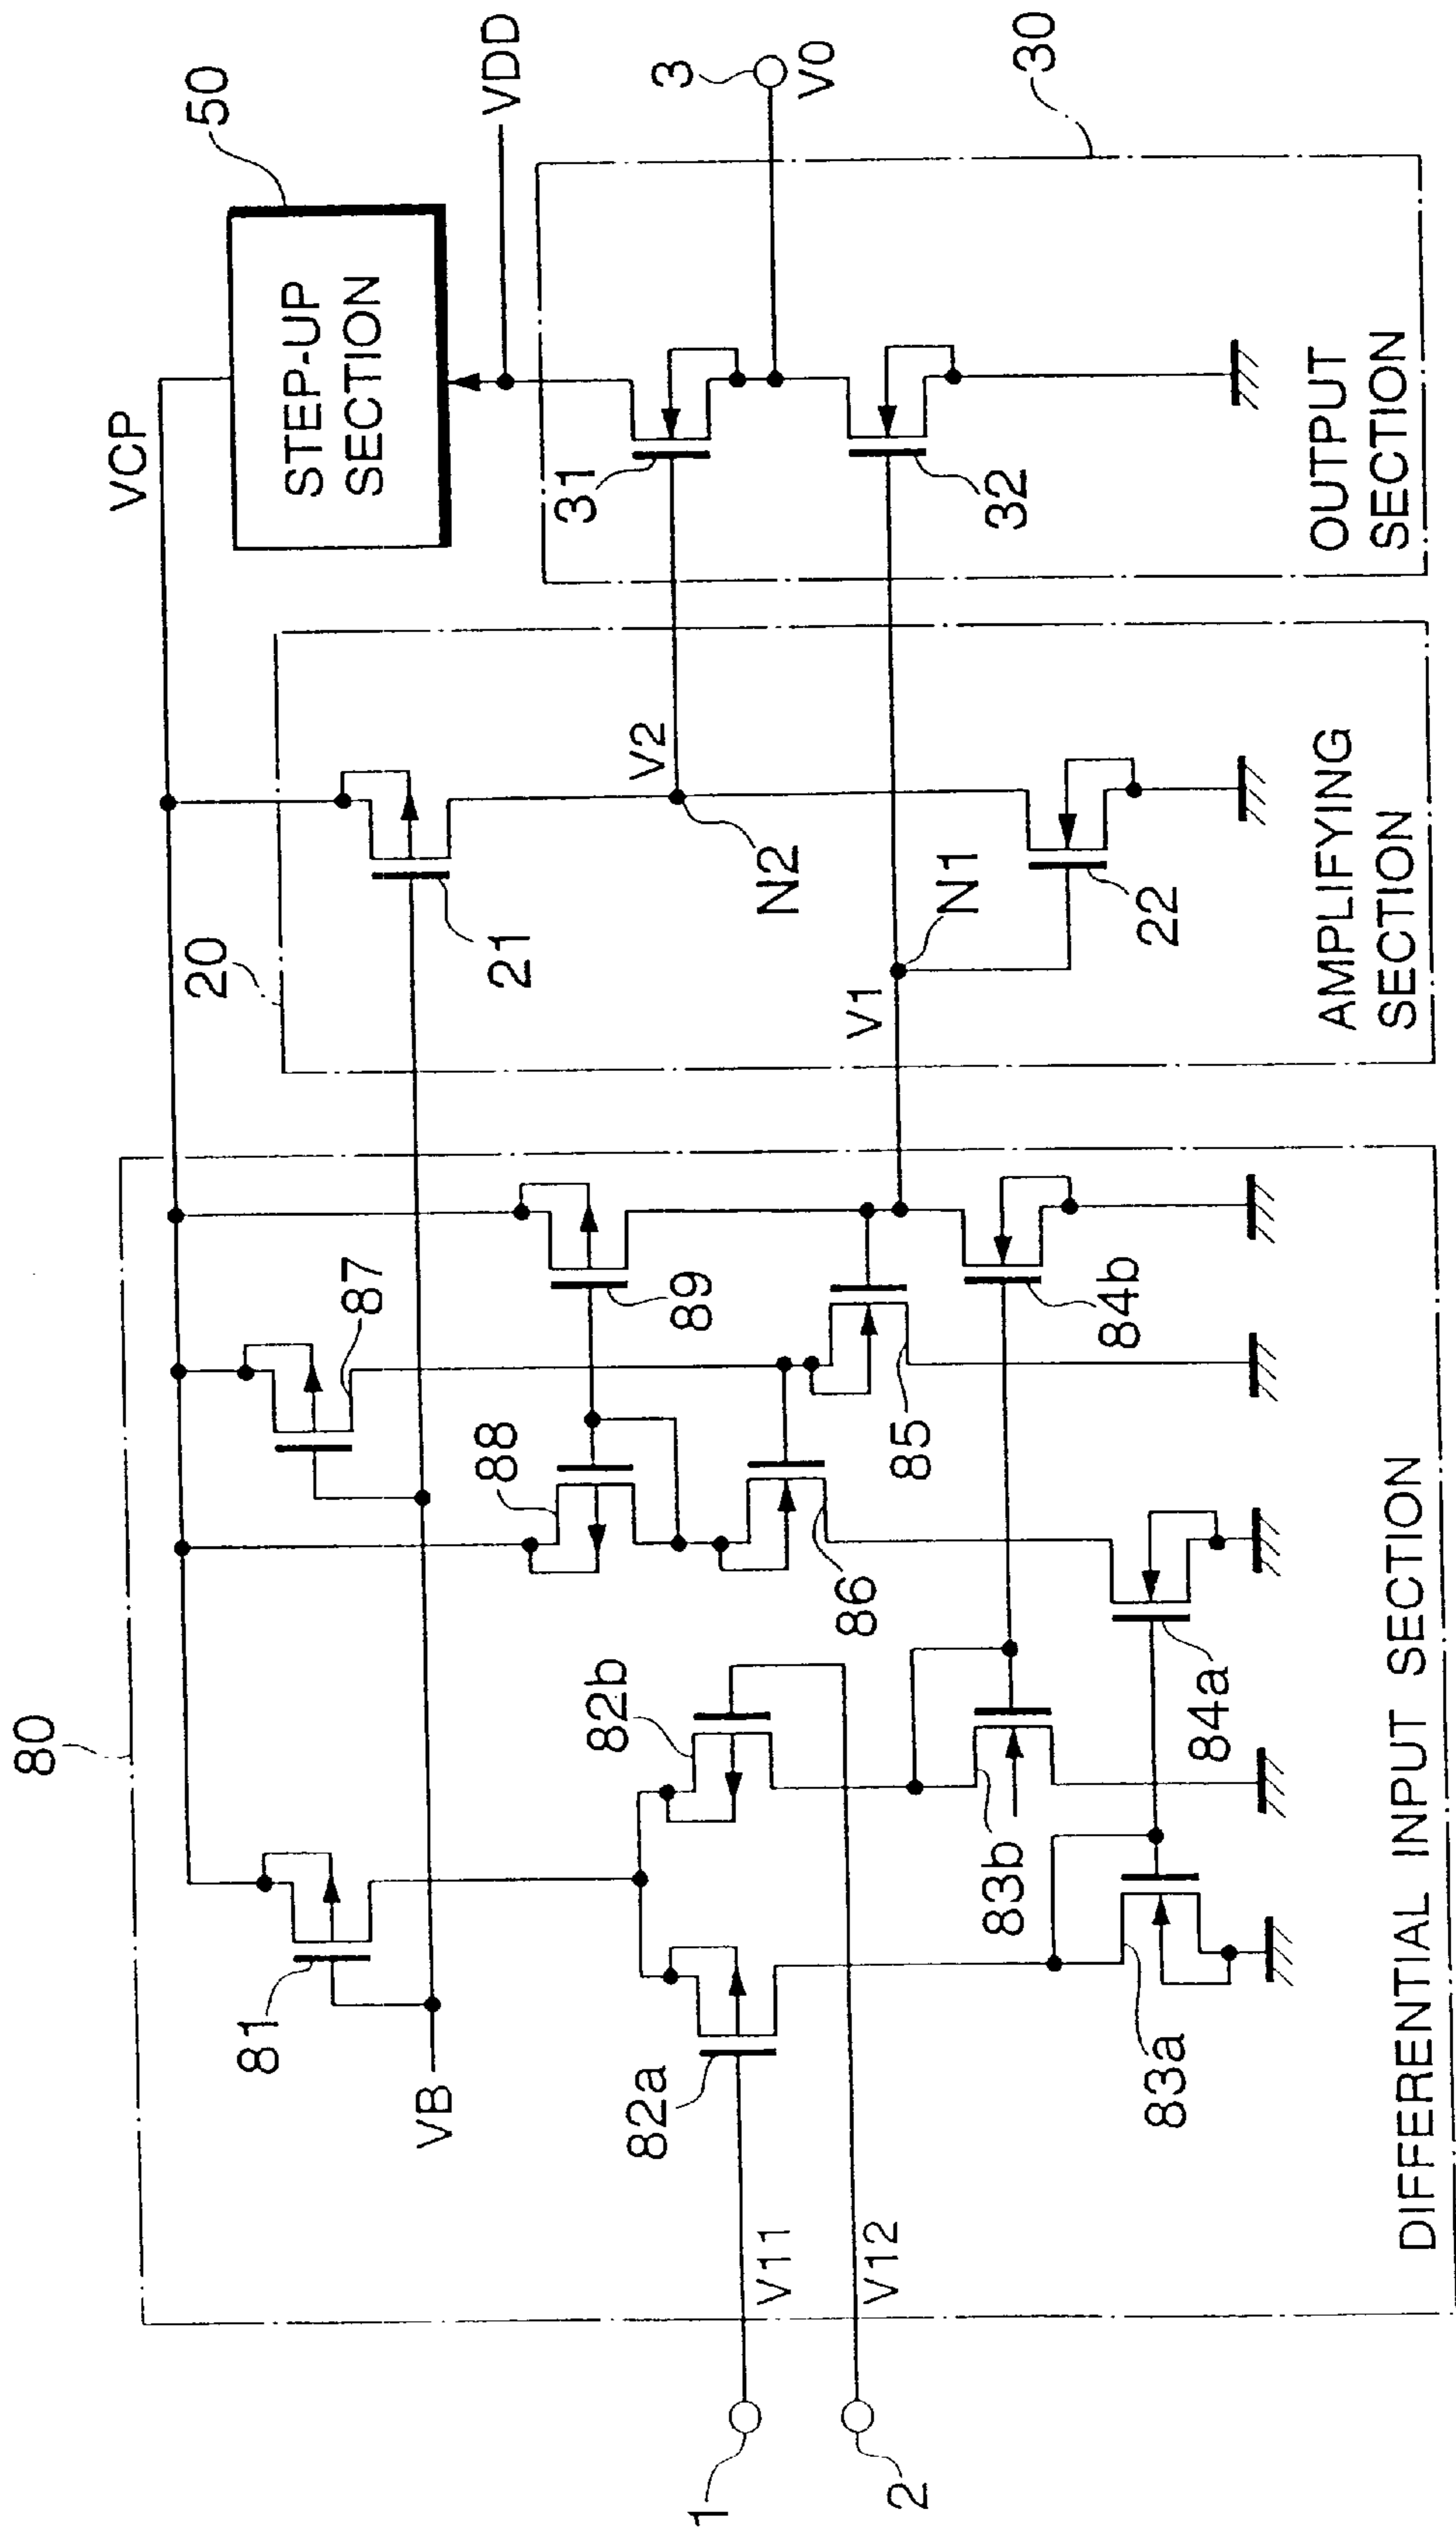 80
81
VB
82a
82b
V11
V12
1
2
83a
83b
84a
84b
85
86
87
88
89
DIFFERENTIAL INPUT SECTION
20
21
V2
N2
V1
N1
22
AMPLIFYING
SECTION
VCP
50
STEP-UP
SECTION
VDD
31
32
3
V0
30
OUTPUT
SECTION